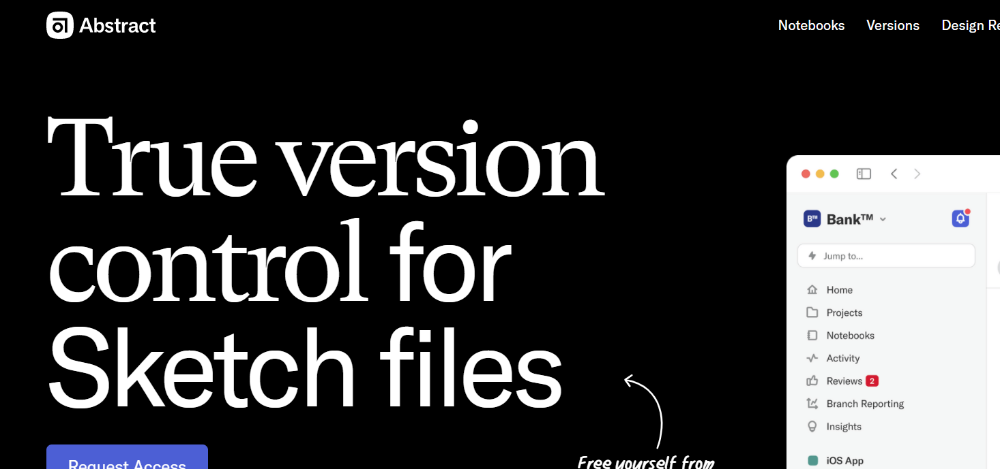 Abstract
Notebooks Versions Design Re
True version
control for
Sketch files
Request Access
Free yourself from
B™ Bank™
Jump to...
Home
Projects
Notebooks
Activity
Reviews 2
Branch Reporting
Insights
iOS App